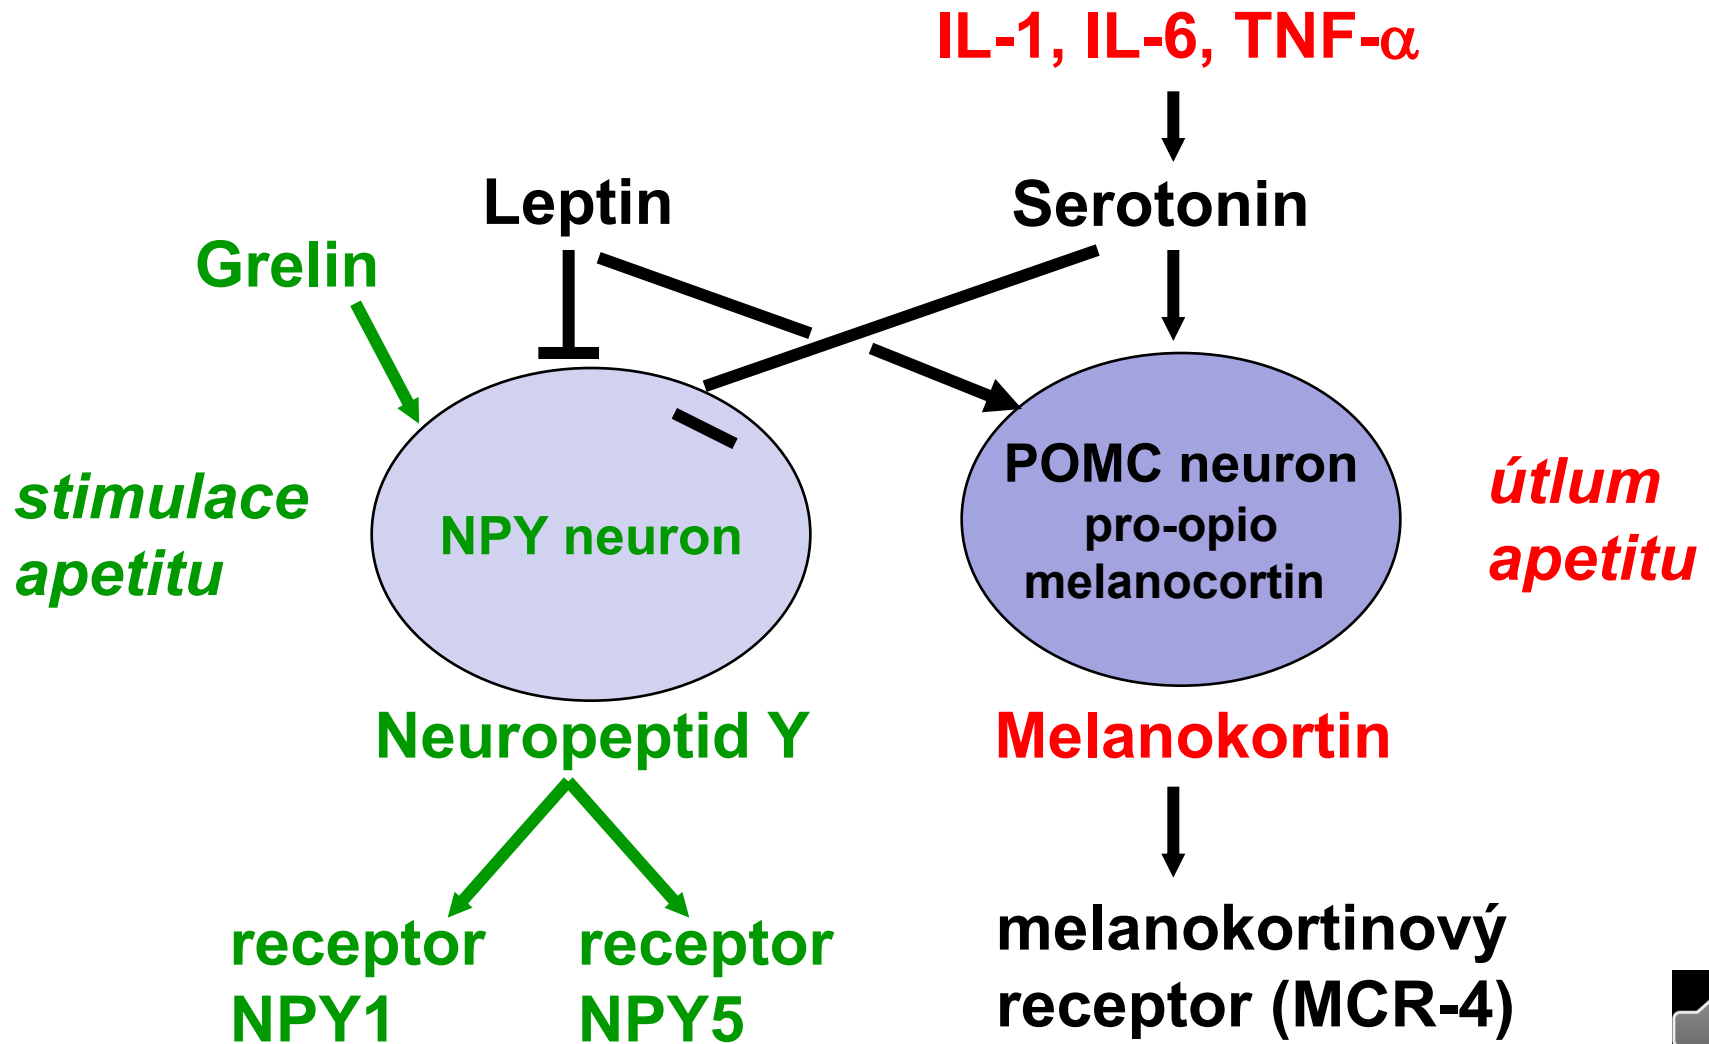 IL-1, IL-6, TNF-α
Leptin
Serotonin
Grelin
stimulace
apetitu
NPY neuron
POMC neuron
pro-opio
melanocortin
útlum
apetitu
Neuropeptid Y
Melanokortin
receptor
NPY1
receptor
NPY5
melanokortinový
receptor (MCR-4)